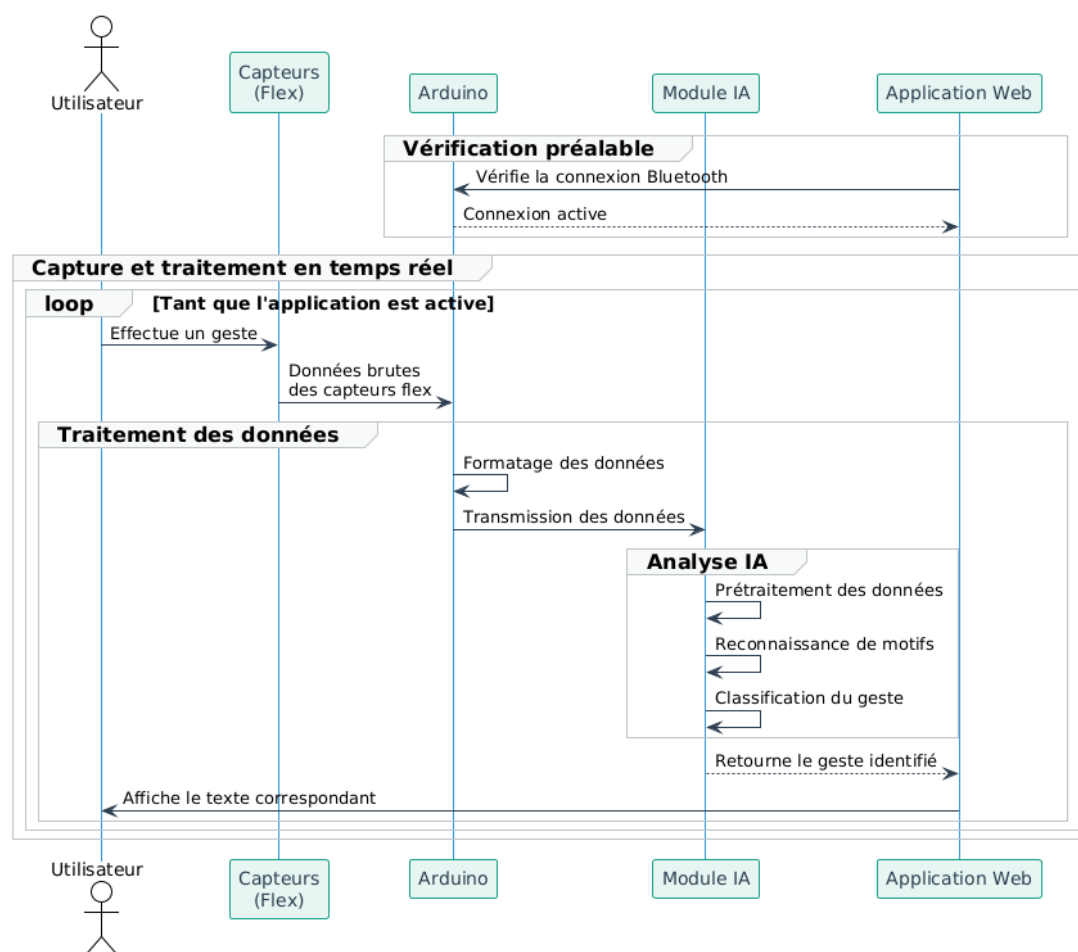 Utilisateur
Capteurs
(Flex)
Arduino
Module IA
Application Web
Vérification préalable
Vérifie la connexion Bluetooth
Connexion active
Capture et traitement en temps réel
loop [Tant que l'application est active]
Effectue un geste
Données brutes
des capteurs flex
Traitement des données
Formatage des données
Transmission des données
Analyse IA
Prétraitement des données
Reconnaissance de motifs
Classification du geste
Retourne le geste identifié
Affiche le texte correspondant
Utilisateur
Capteurs
(Flex)
Arduino
Module IA
Application Web